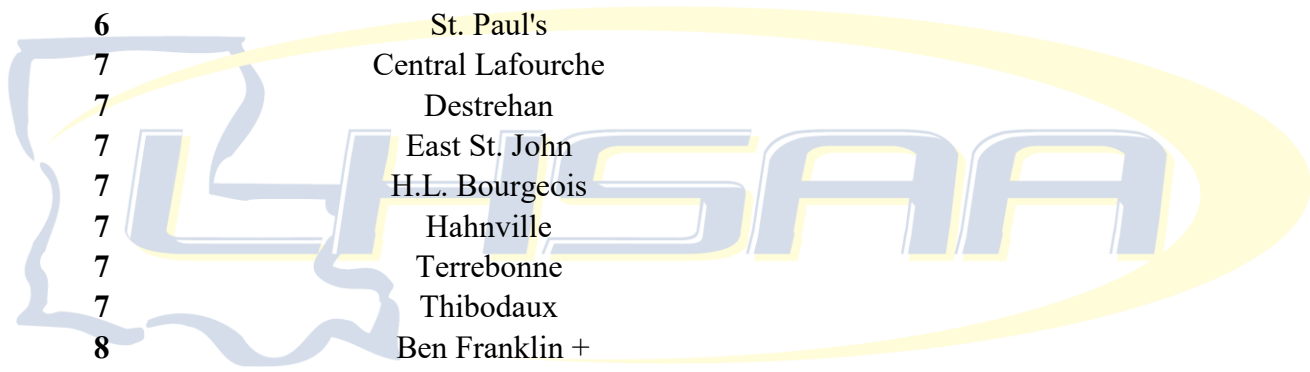 6 St. Paul's
7 Central Lafourche
7 Destrehan
7 East St. John
7 H.L. Bourgeois
7 Hahnville
7 Terrebonne
7 Thibodaux
8 Ben Franklin +
LHSAA